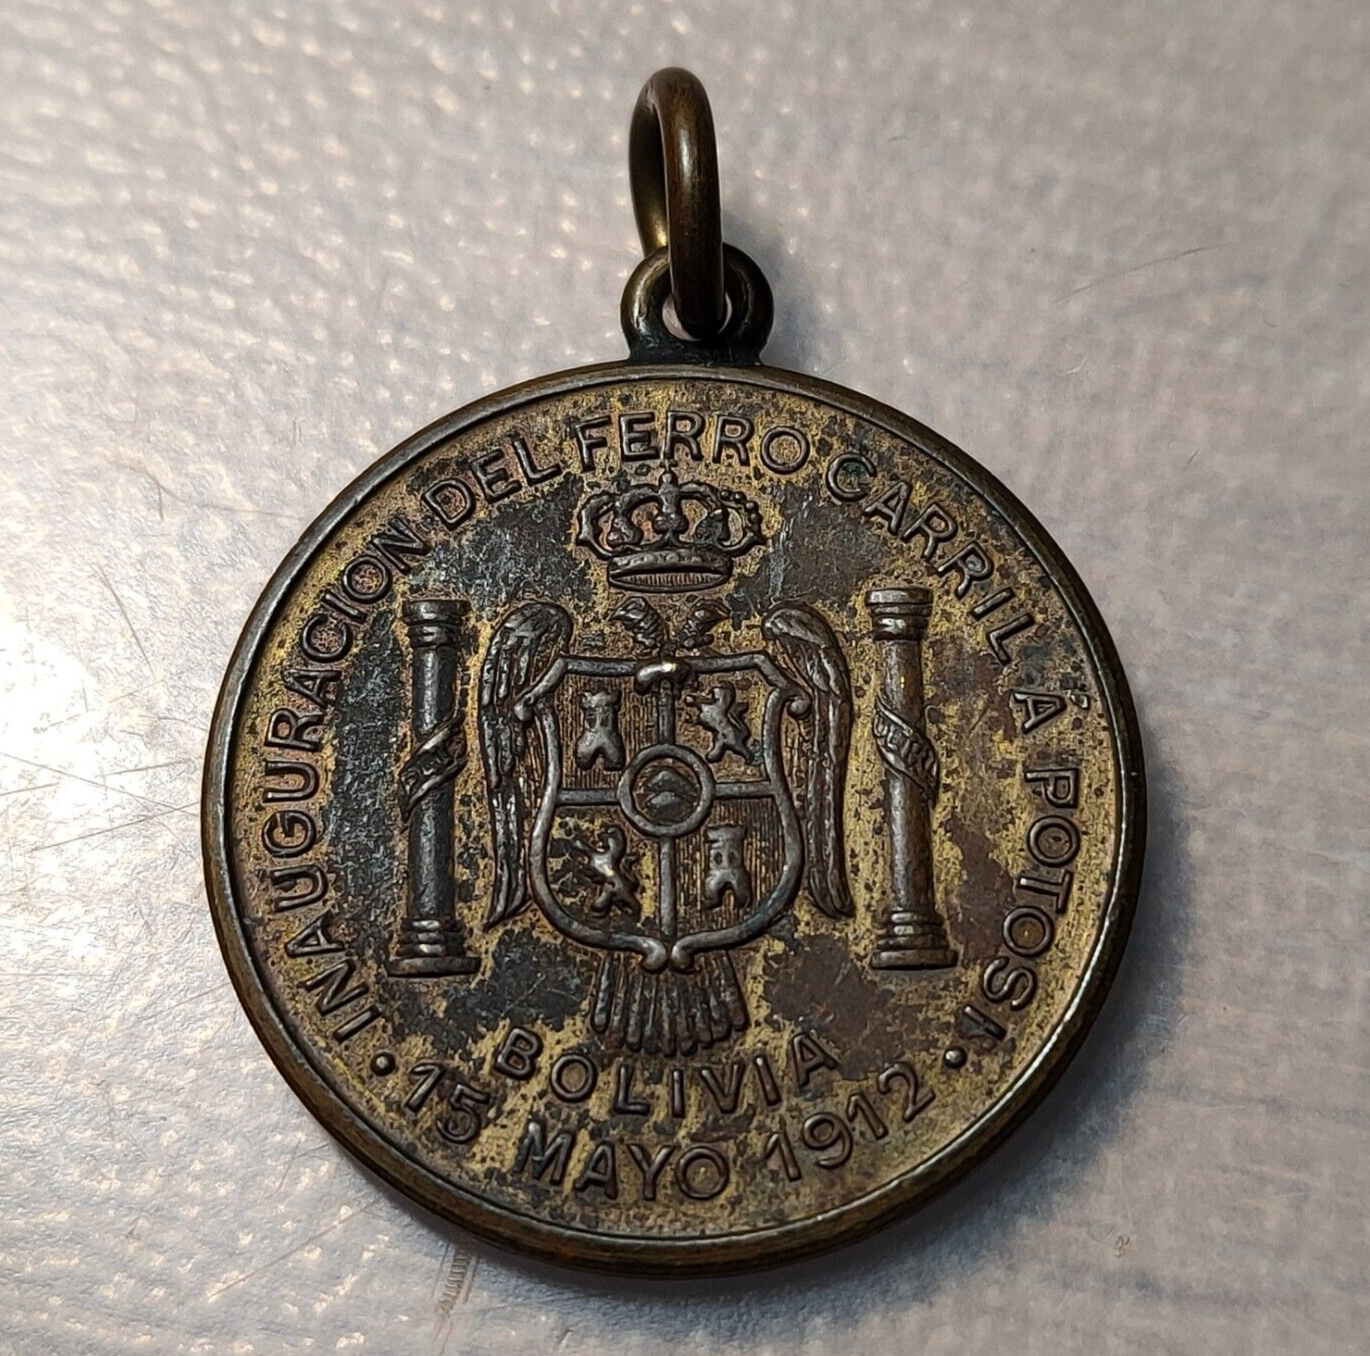 INAUGURACION DEL FERRO CARRIL Á POTOSI
BOLIVIA
15 MAYO 1912